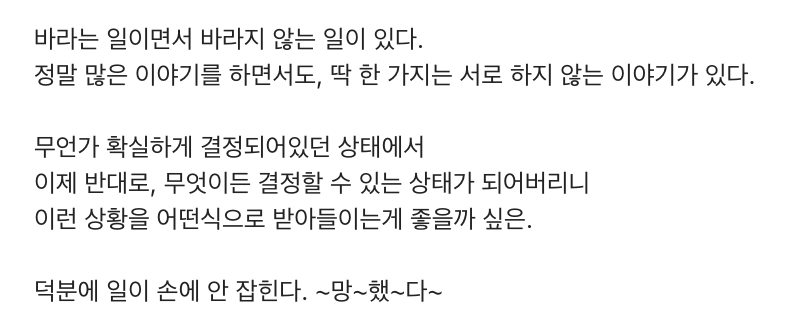 바라는 일이면서 바라지 않는 일이 있다.
정말 많은 이야기를 하면서도, 딱 한 가지는 서로 하지 않는 이야기가 있다.
무언가 확실하게 결정되어있던 상태에서
이제 반대로, 무엇이든 결정할 수 있는 상태가 되어버리니
이런 상황을 어떤식으로 받아들이는게 좋을까 싶은.
덕분에 일이 손에 안 잡힌다. ~망~했~다~